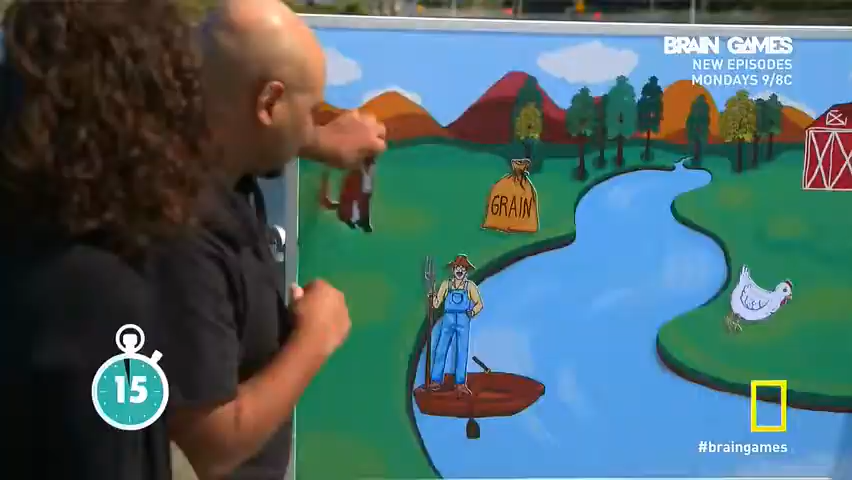 BRAIN GAMES
NEW EPISODES
MONDAYS 9/8C
GRAIN
15
#braingames